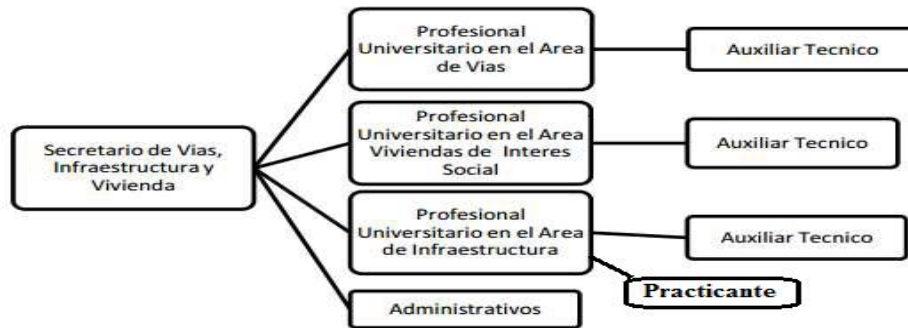 Profesional
Universitario en el Area
de Vias
Auxiliar Tecnico
Secretario de Vias,
Infraestructura y
Vivienda
Profesional
Universitario en el Area
Viviendas de Interes
Social
Auxiliar Tecnico
Profesional
Universitario en el Area
de Infraestructura
Auxiliar Tecnico
Practicante
Administrativos